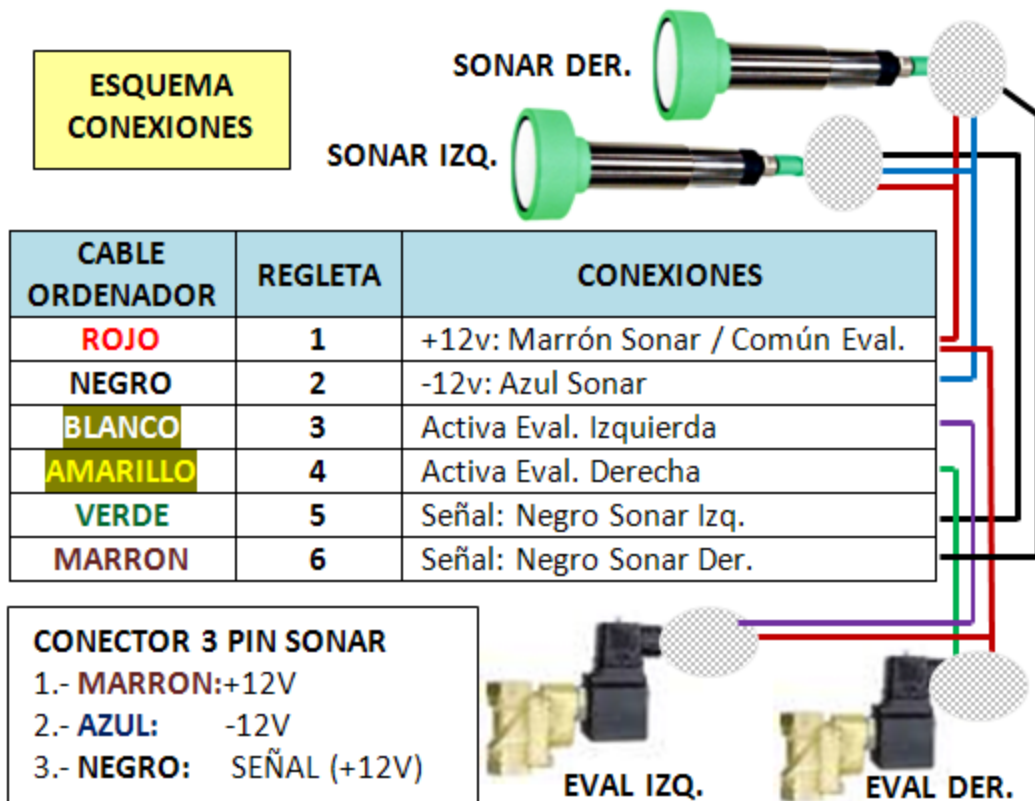 ESQUEMA
CONEXIONES
SONAR DER.
SONAR IZQ.
CABLE
ORDENADOR
REGLETA
CONEXIONES
ROJO 1 +12v: Marrón Sonar / Común Eval.
NEGRO 2 -12v: Azul Sonar
BLANCO 3 Activa Eval. Izquierda
AMARILLO 4 Activa Eval. Derecha
VERDE 5 Señal: Negro Sonar Izq.
MARRON 6 Señal: Negro Sonar Der.
CONECTOR 3 PIN SONAR
1.- MARRON:+12V
2.- AZUL: -12V
3.- NEGRO: SEÑAL (+12V)
EVAL IZQ.
EVAL DER.